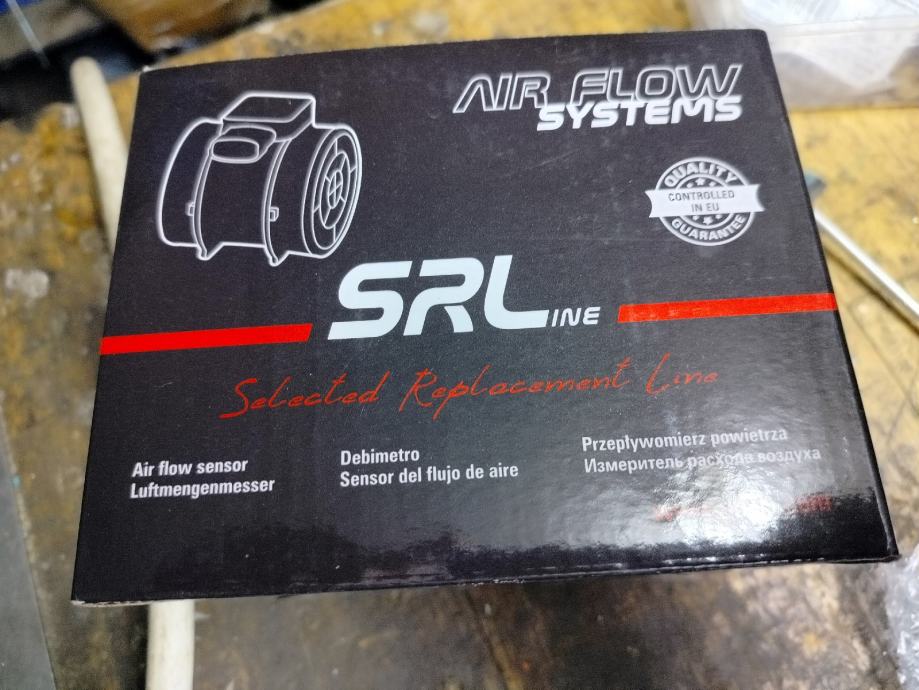 AIR FLOW
SYSTEMS
QUALITY
CONTROLLED
IN EU
GUARANTEE
SRLINE
Selected Replacement Line
Air flow sensor
Luftmengenmesser
Debimetro
Sensor del flujo de aire
Przepływomierz powietrza
Измеритель расхода воздуха